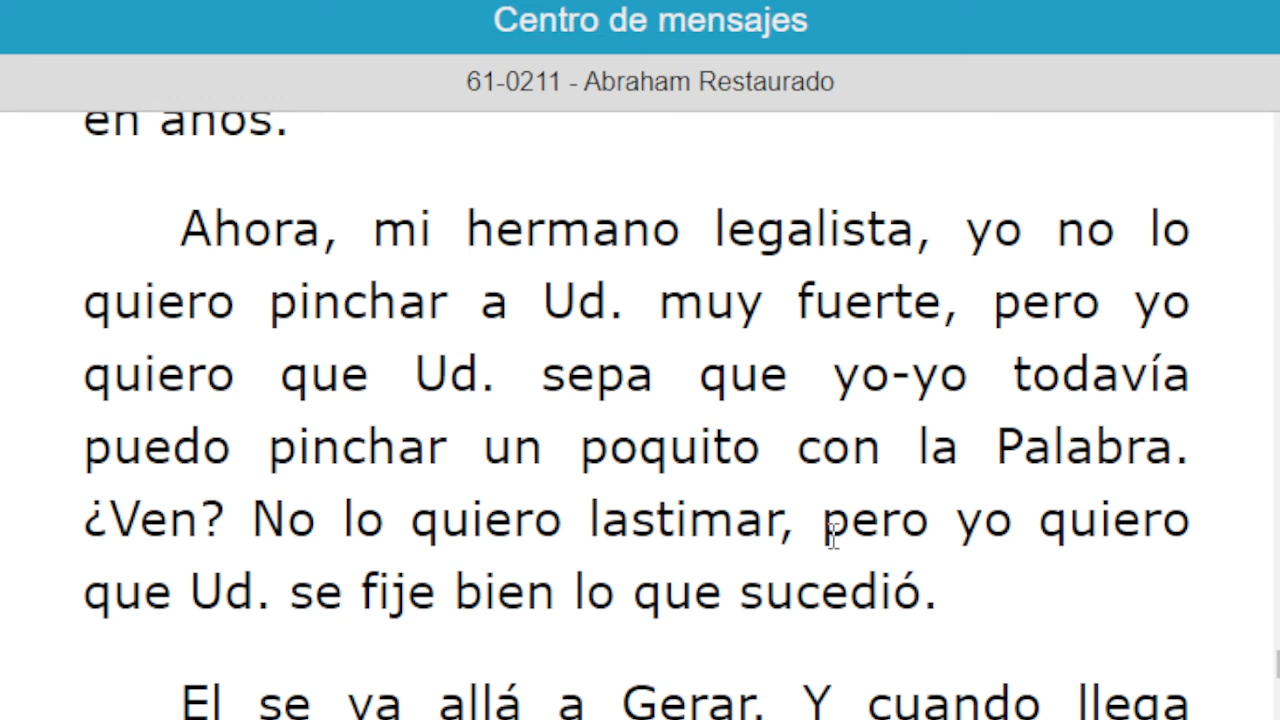 Centro de mensajes
61-0211 - Abraham Restaurado
en años.
Ahora, mi hermano legalista, yo no lo
quiero pinchar a Ud. muy fuerte, pero yo
quiero que Ud. sepa que yo-yo todavía
puedo pinchar un poquito con la Palabra.
¿Ven? No lo quiero lastimar, pero yo quiero
que Ud. se fije bien lo que sucedió.
El se va allá a Gerar. Y cuando llega